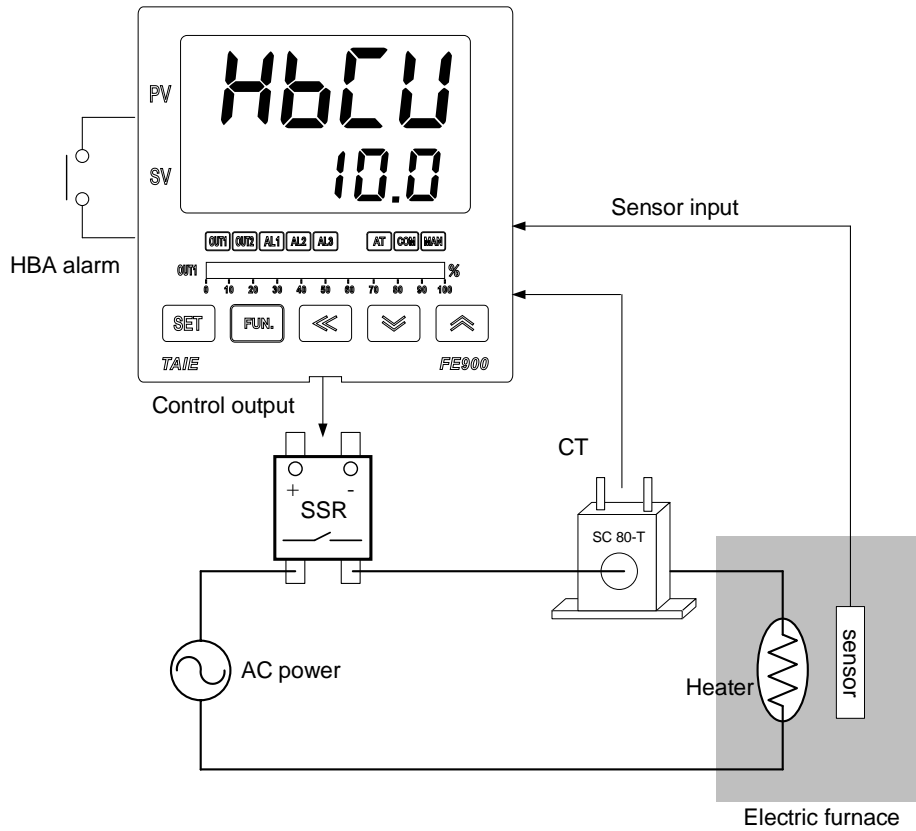 HbCU
PV
10.0
SV
OUT1 OUT2 AL1 AL2 AL3 AT COM MAN
OUT1 %
0 10 20 30 40 50 60 70 80 90 100
SET FUN.
TAIE FE900
HBA alarm
Sensor input
Control output
CT
+ -
SSR
SC 80-T
AC power
Heater
sensor
Electric furnace